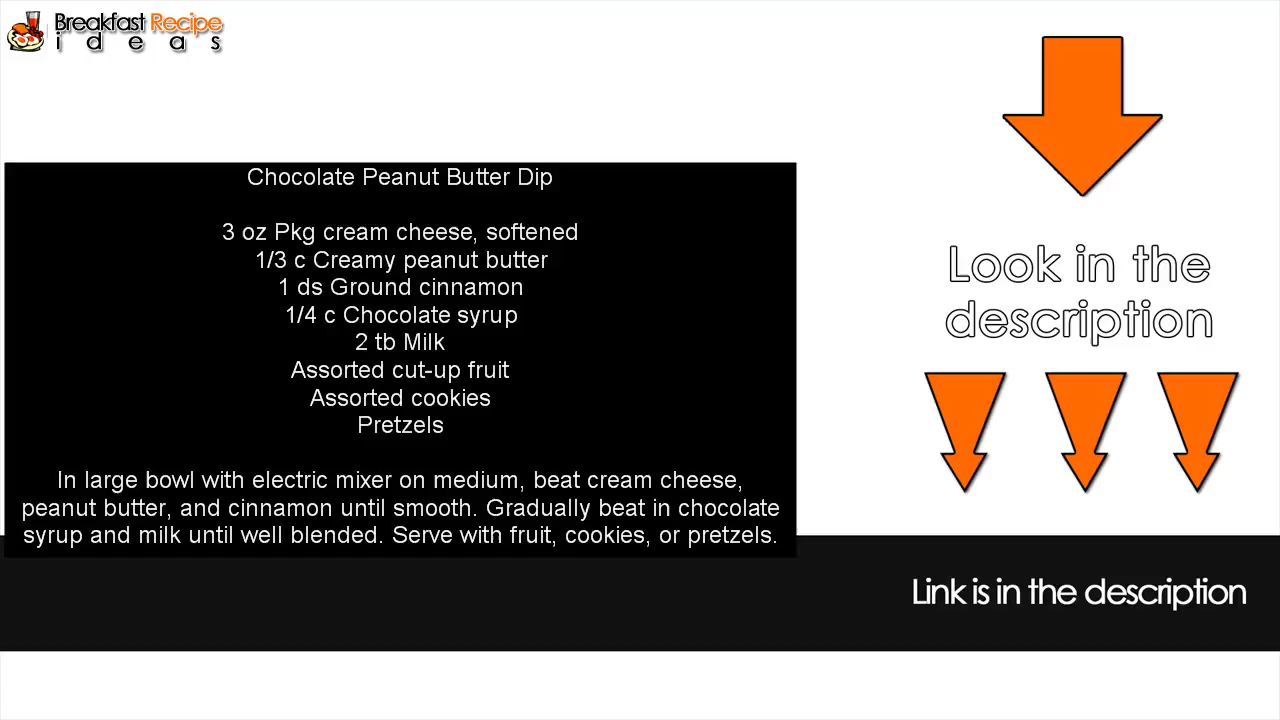 Breakfast Recipe
ideas
Chocolate Peanut Butter Dip
3 oz Pkg cream cheese, softened
1/3 c Creamy peanut butter
1 ds Ground cinnamon
1/4 c Chocolate syrup
2 tb Milk
Assorted cut-up fruit
Assorted cookies
Pretzels
In large bowl with electric mixer on medium, beat cream cheese,
peanut butter, and cinnamon until smooth. Gradually beat in chocolate
syrup and milk until well blended. Serve with fruit, cookies, or pretzels.
Look in the
description
Link is in the description